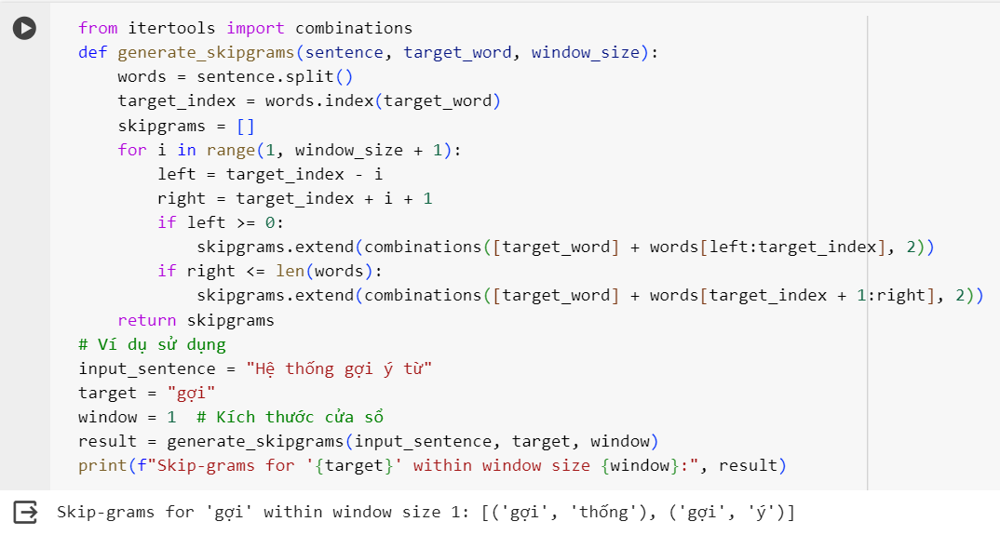 from itertools import combinations
def generate_skipgrams(sentence, target_word, window_size):
    words = sentence.split()
    target_index = words.index(target_word)
    skipgrams = []
    for i in range(1, window_size + 1):
        left = target_index - i
        right = target_index + i + 1
        if left >= 0:
            skipgrams.extend(combinations([target_word] + words[left:target_index], 2))
        if right <= len(words):
            skipgrams.extend(combinations([target_word] + words[target_index + 1:right], 2))
    return skipgrams
# Ví dụ sử dụng
input_sentence = "Hệ thống gợi ý từ"
target = "gợi"
window = 1  # Kích thước cửa sổ
result = generate_skipgrams(input_sentence, target, window)
print(f"Skip-grams for '{target}' within window size {window}:", result)
Skip-grams for 'gợi' within window size 1: [('gợi', 'thống'), ('gợi', 'ý')]